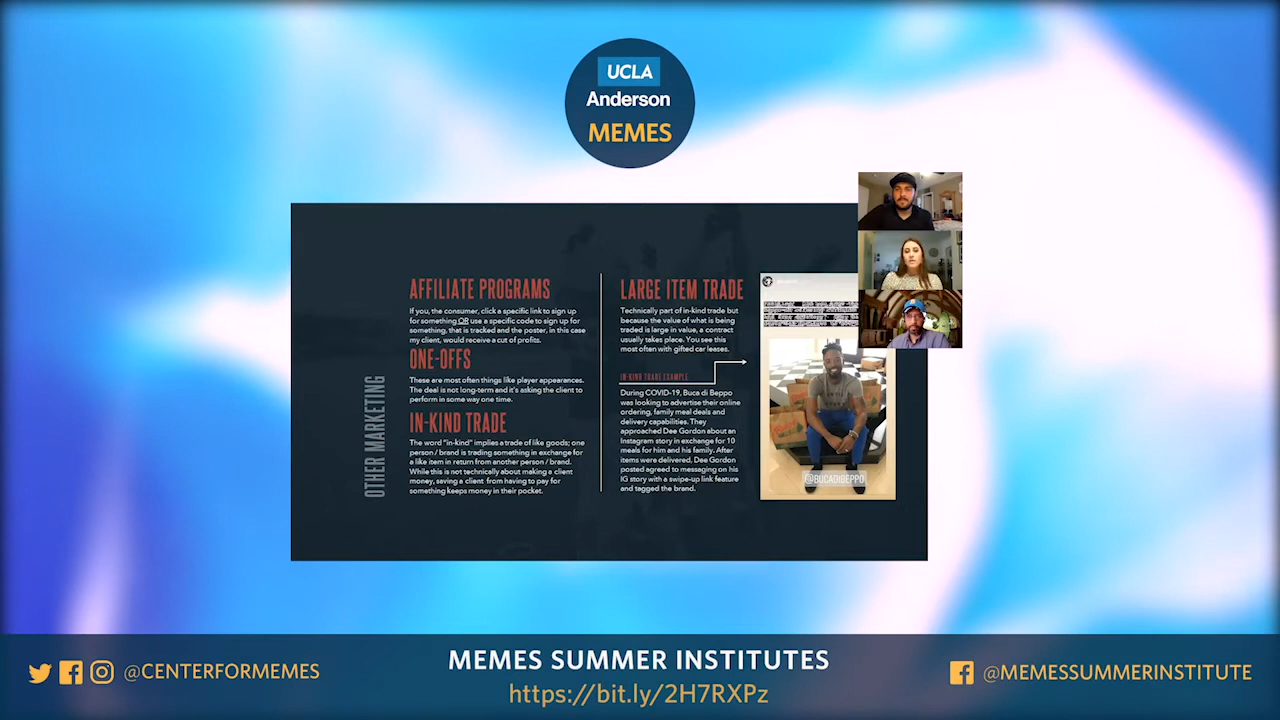 UCLA
Anderson
MEMES
OTHER MARKETING
AFFILIATE PROGRAMS
If you, the consumer, click a specific link to sign up
for something OR use a specific code to sign up for
something, that is tracked and the poster, in this case
my client, would receive a cut of profits.
ONE-OFFS
These are most often things like player appearances.
The deal is not long-term and it's asking the client to
perform in some way one time.
IN-KIND TRADE
The word "in-kind" implies a trade of like goods; one
person / brand is trading something in exchange for
a like item in return from another person / brand.
While this is not technically about making a client
money, saving a client from having to pay for
something keeps money in their pocket.
LARGE ITEM TRADE
Technically part of in-kind trade but
because the value of what is being
traded is large in value, a contract
usually takes place. You see this
most often with gifted car leases.
IN-KIND TRADE EXAMPLE
During COVID-19, Buca di Beppo
was looking to advertise their online
ordering, family meal deals and
delivery capabilities. They
approached Dee Gordon about an
Instagram story in exchange for 10
meals for him and his family. After
items were delivered, Dee Gordon
posted agreed to messaging on his
IG story with a swipe-up link feature
and tagged the brand.
@BUCADIBEPPO
@CENTERFORMEMES
MEMES SUMMER INSTITUTES
https://bit.ly/2H7RXPz
@MEMESSUMMERINSTITUTE